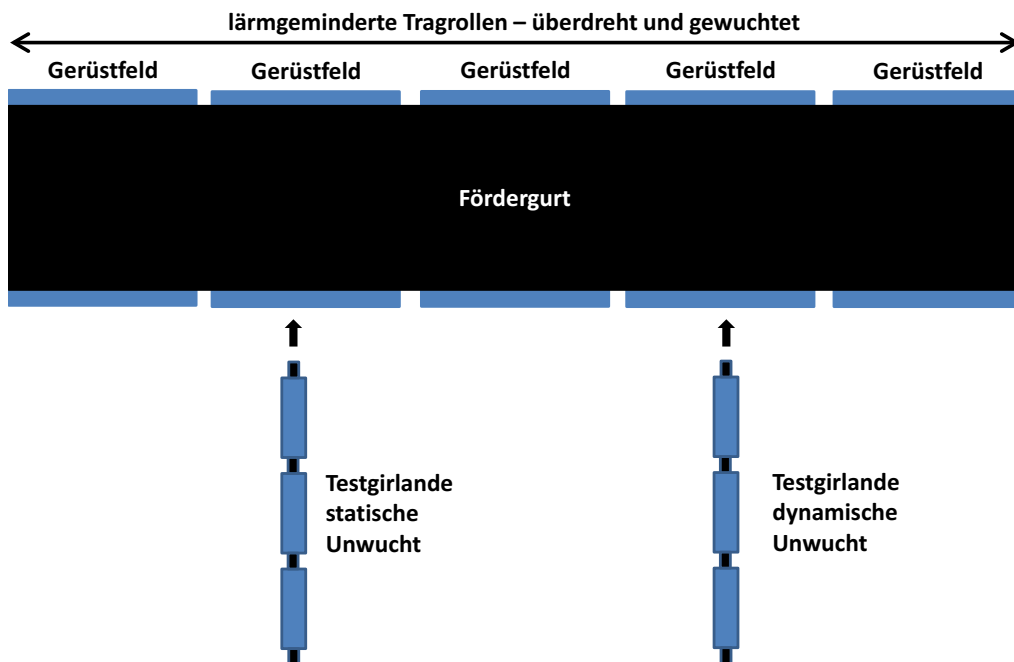 lärmgeminderte Tragrollen – überdreht und gewuchtet
Gerüstfeld Gerüstfeld Gerüstfeld Gerüstfeld Gerüstfeld
Fördergurt
Testgirlande
statische
Unwucht
Testgirlande
dynamische
Unwucht